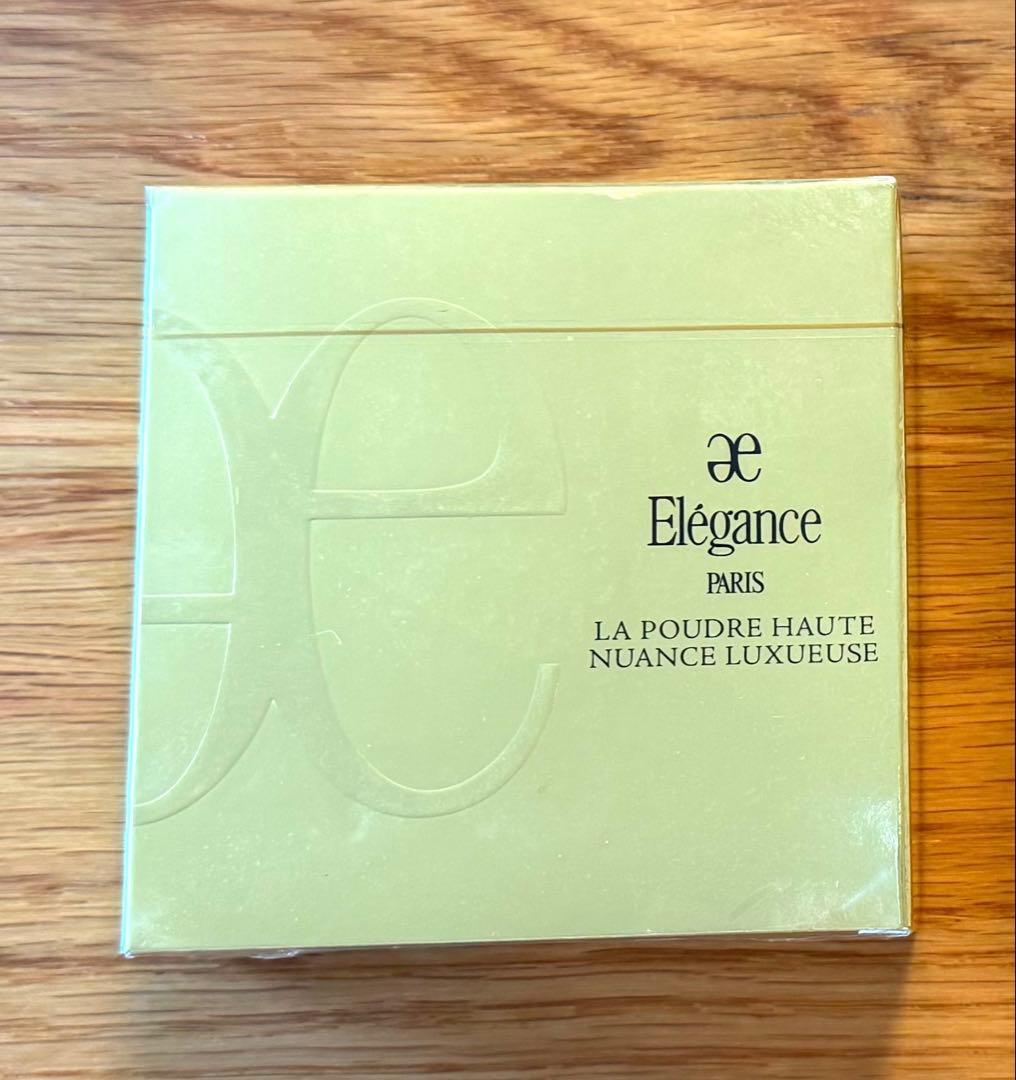 æ
Elégance
PARIS
LA POUDRE HAUTE
NUANCE LUXUEUSE